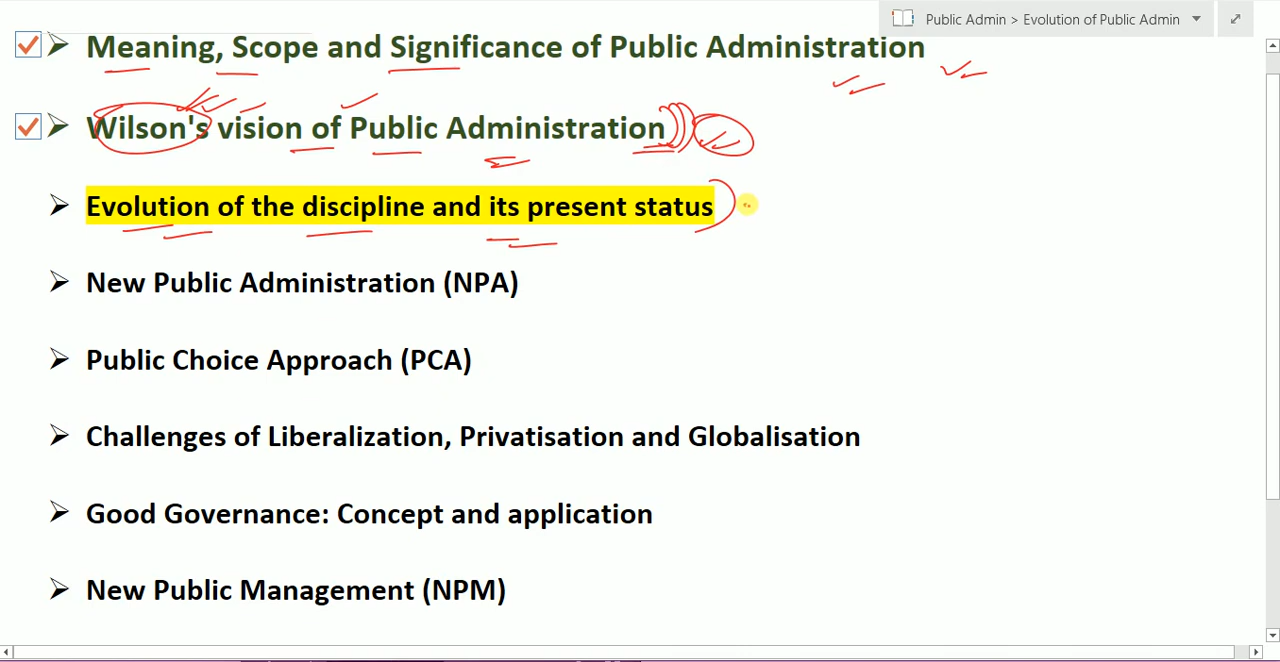 Public Admin > Evolution of Public Admin
Meaning, Scope and Significance of Public Administration
Wilson's vision of Public Administration
Evolution of the discipline and its present status
New Public Administration (NPA)
Public Choice Approach (PCA)
Challenges of Liberalization, Privatisation and Globalisation
Good Governance: Concept and application
New Public Management (NPM)